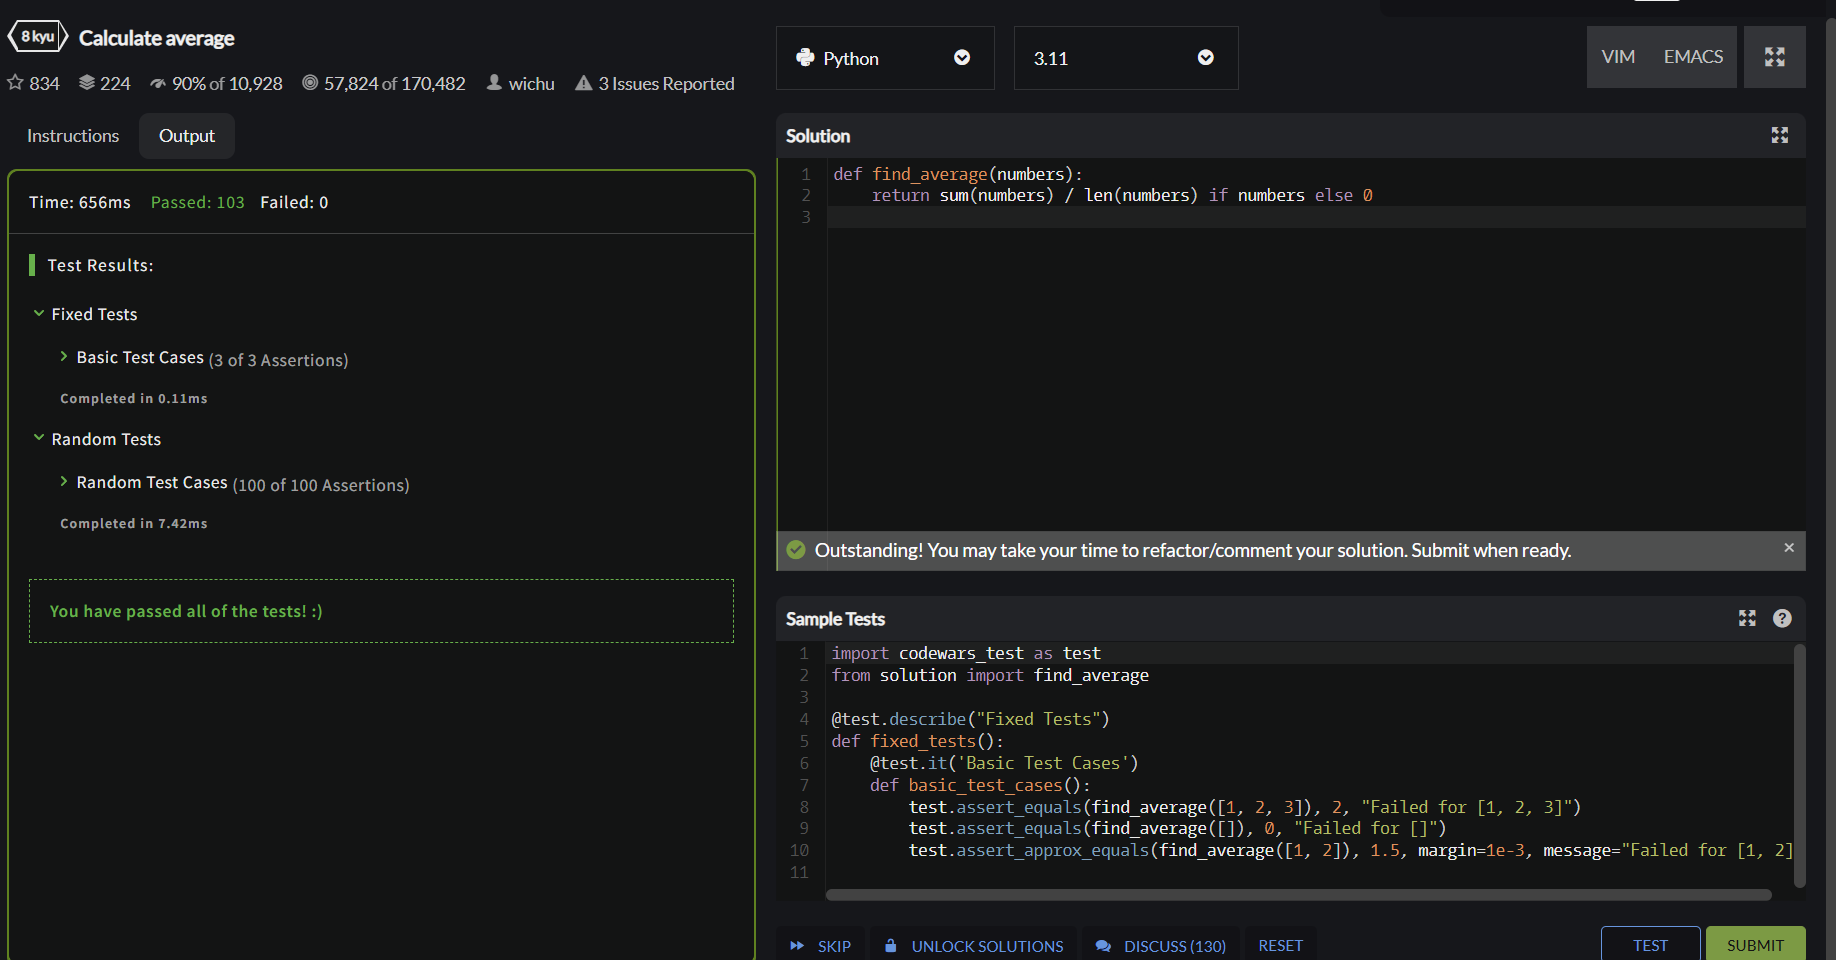 8 kyu Calculate average
834 224 90% of 10,928 57,824 of 170,482 wichu 3 Issues Reported
Instructions Output
Time: 656ms Passed: 103 Failed: 0
Test Results:
Fixed Tests
Basic Test Cases (3 of 3 Assertions)
Completed in 0.11ms
Random Tests
Random Test Cases (100 of 100 Assertions)
Completed in 7.42ms
You have passed all of the tests! :)
Python 3.11 VIM EMACS
Solution
1 def find_average(numbers):
2     return sum(numbers) / len(numbers) if numbers else 0
3
Outstanding! You may take your time to refactor/comment your solution. Submit when ready. ×
Sample Tests ?
1 import codewars_test as test
2 from solution import find_average
3
4 @test.describe("Fixed Tests")
5 def fixed_tests():
6     @test.it('Basic Test Cases')
7     def basic_test_cases():
8         test.assert_equals(find_average([1, 2, 3]), 2, "Failed for [1, 2, 3]")
9         test.assert_equals(find_average([]), 0, "Failed for []")
10         test.assert_approx_equals(find_average([1, 2]), 1.5, margin=1e-3, message="Failed for [1, 2]
11
SKIP UNLOCK SOLUTIONS DISCUSS (130) RESET TEST SUBMIT